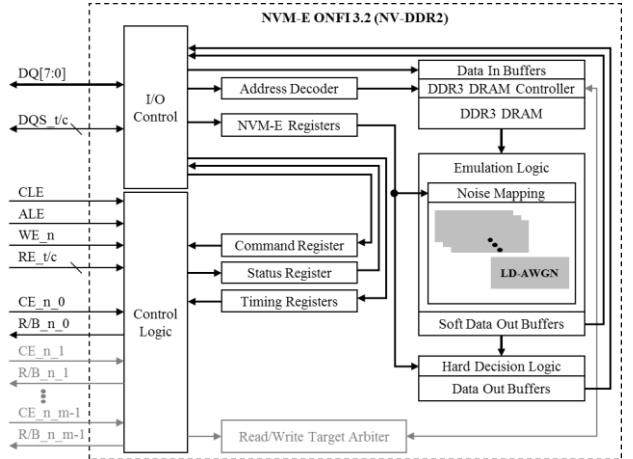 NVM-E ONFI 3.2 (NV-DDR2)
DQ[7:0]
DQS_t/c
CLE
ALE
WE_n
RE_t/c
CE_n_0
R/B_n_0
CE_n_1
R/B_n_1
CE_n_m-1
R/B_n_m-1
I/O
Control
Control
Logic
Address Decoder
NVM-E Registers
Command Register
Status Register
Timing Registers
Read/Write Target Arbiter
Data In Buffers
DDR3 DRAM Controller
DDR3 DRAM
Emulation Logic
Noise Mapping
LD-AWGN
Soft Data Out Buffers
Hard Decision Logic
Data Out Buffers